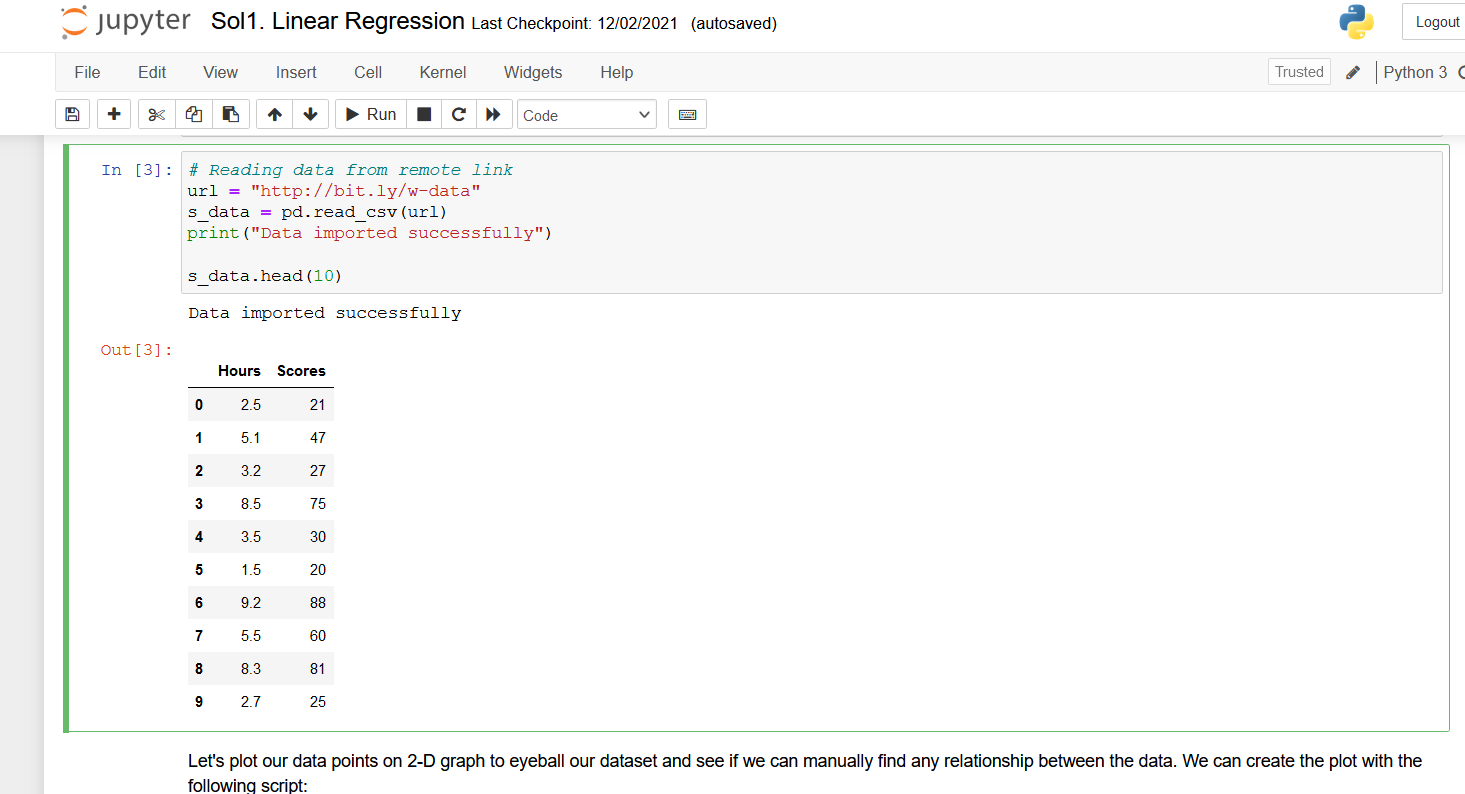 jupyter Sol1. Linear Regression Last Checkpoint: 12/02/2021 (autosaved)
Logout
File Edit View Insert Cell Kernel Widgets Help
Trusted Python 3
Run Code
In [3]: # Reading data from remote link
url = "http://bit.ly/w-data"
s_data = pd.read_csv(url)
print("Data imported successfully")
s_data.head(10)
Data imported successfully
Out[3]:
Hours Scores
0 2.5 21
1 5.1 47
2 3.2 27
3 8.5 75
4 3.5 30
5 1.5 20
6 9.2 88
7 5.5 60
8 8.3 81
9 2.7 25
Let's plot our data points on 2-D graph to eyeball our dataset and see if we can manually find any relationship between the data. We can create the plot with the
following script: